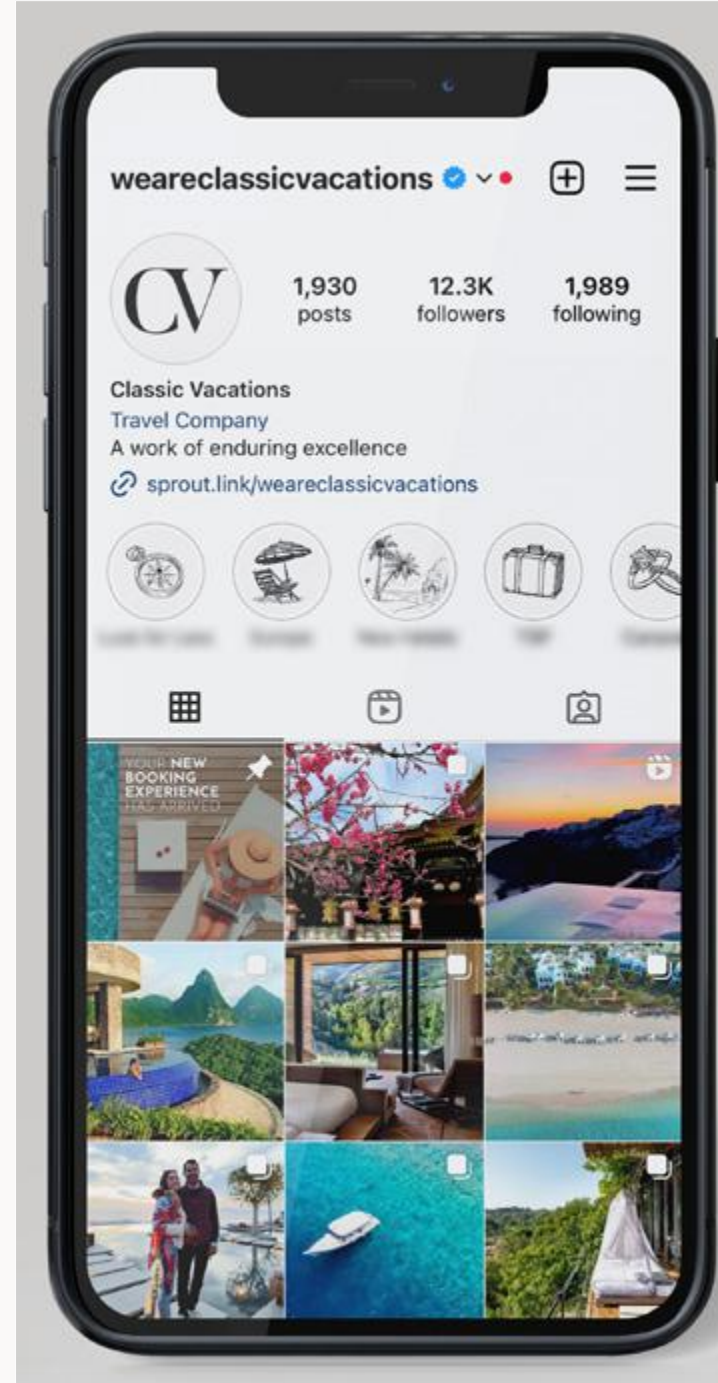 weareclassicvacations
CV
1,930
posts
12.3K
followers
1,989
following
Classic Vacations
Travel Company
A work of enduring excellence
sprout.link/weareclassicvacations
YOUR NEW
BOOKING
EXPERIENCE
HAS ARRIVED